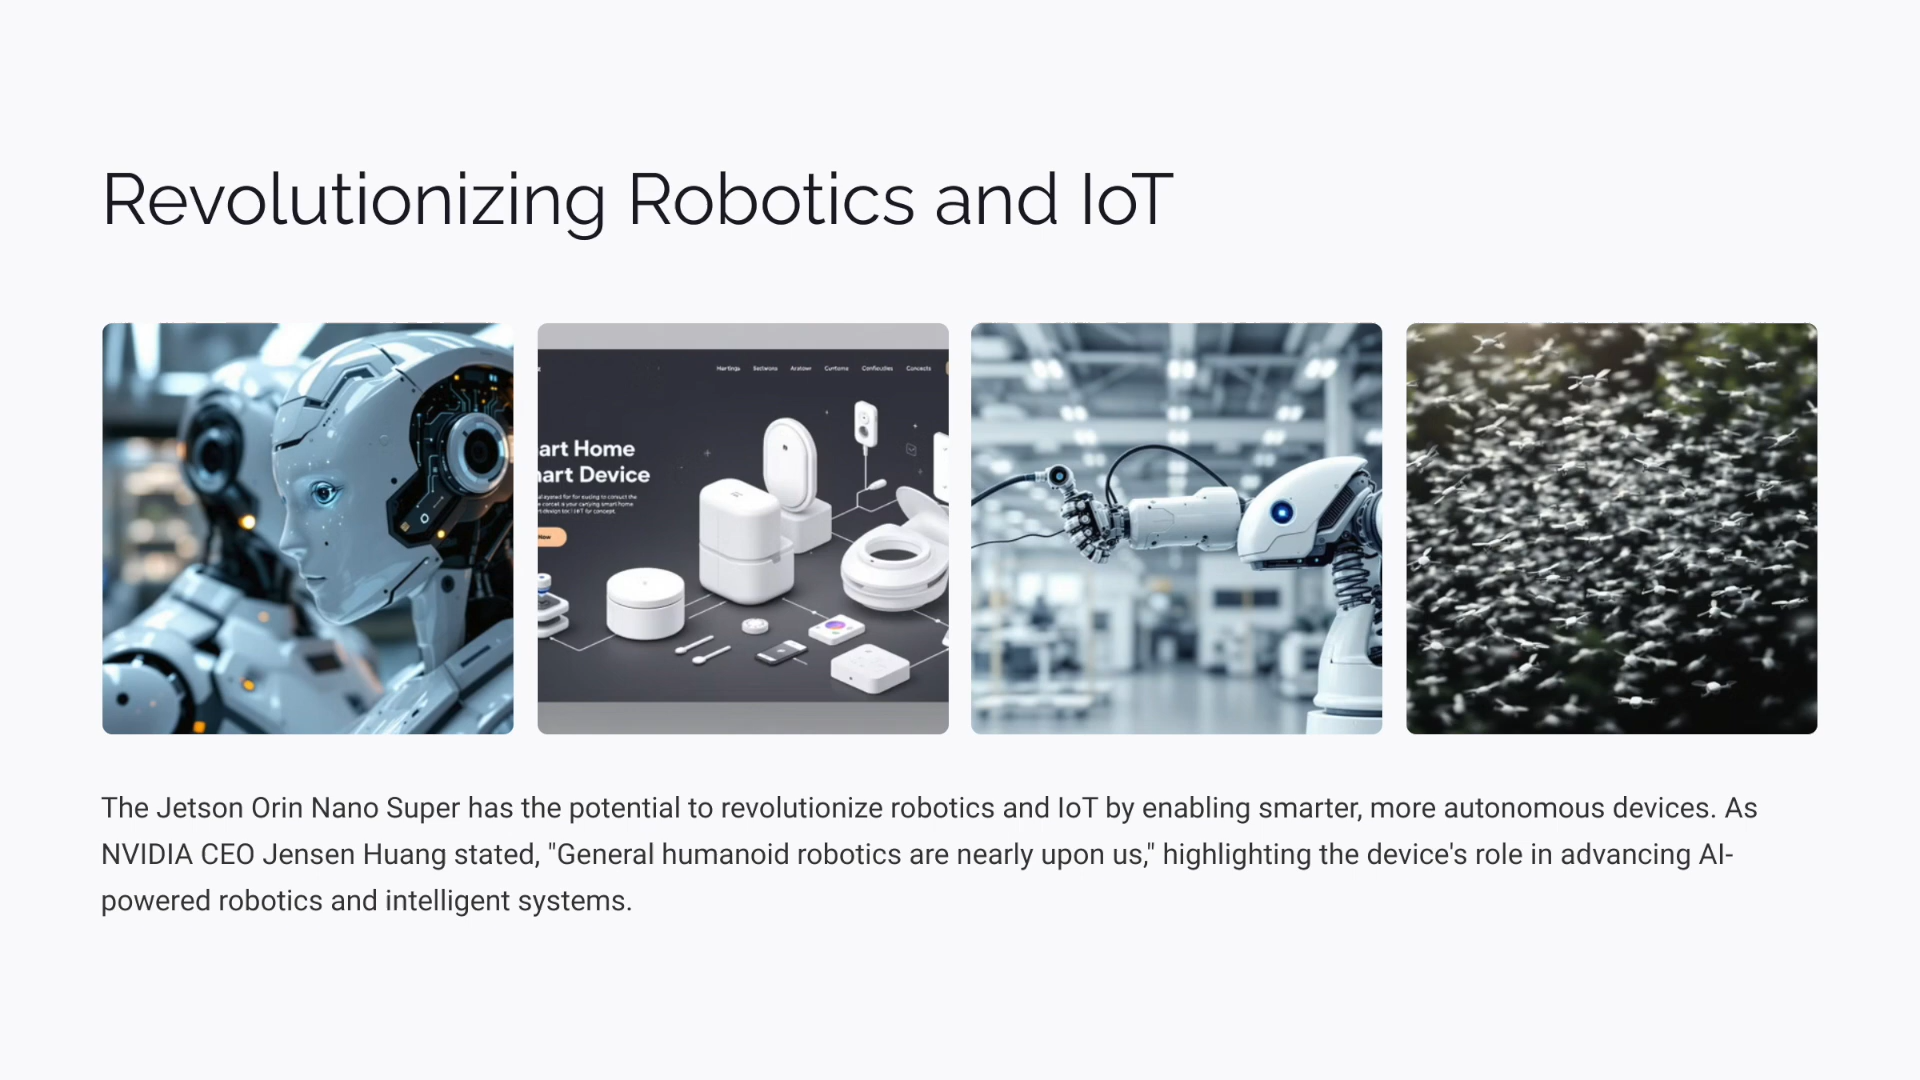 Revolutionizing Robotics and IoT
art Home
art Device
The Jetson Orin Nano Super has the potential to revolutionize robotics and IoT by enabling smarter, more autonomous devices. As
NVIDIA CEO Jensen Huang stated, "General humanoid robotics are nearly upon us," highlighting the device's role in advancing AI-
powered robotics and intelligent systems.